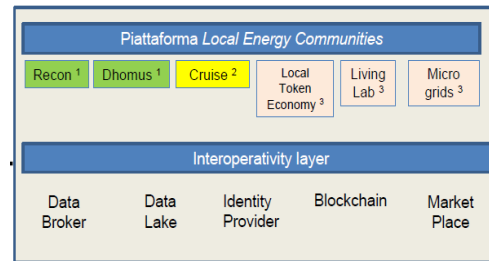 Piattaforma Local Energy Communities
Recon 1
Dhomus 1
Cruise 2
Local
Token
Economy 3
Living
Lab 3
Micro
grids 3
Interoperativity layer
Data
Broker
Data
Lake
Identity
Provider
Blockchain
Market
Place